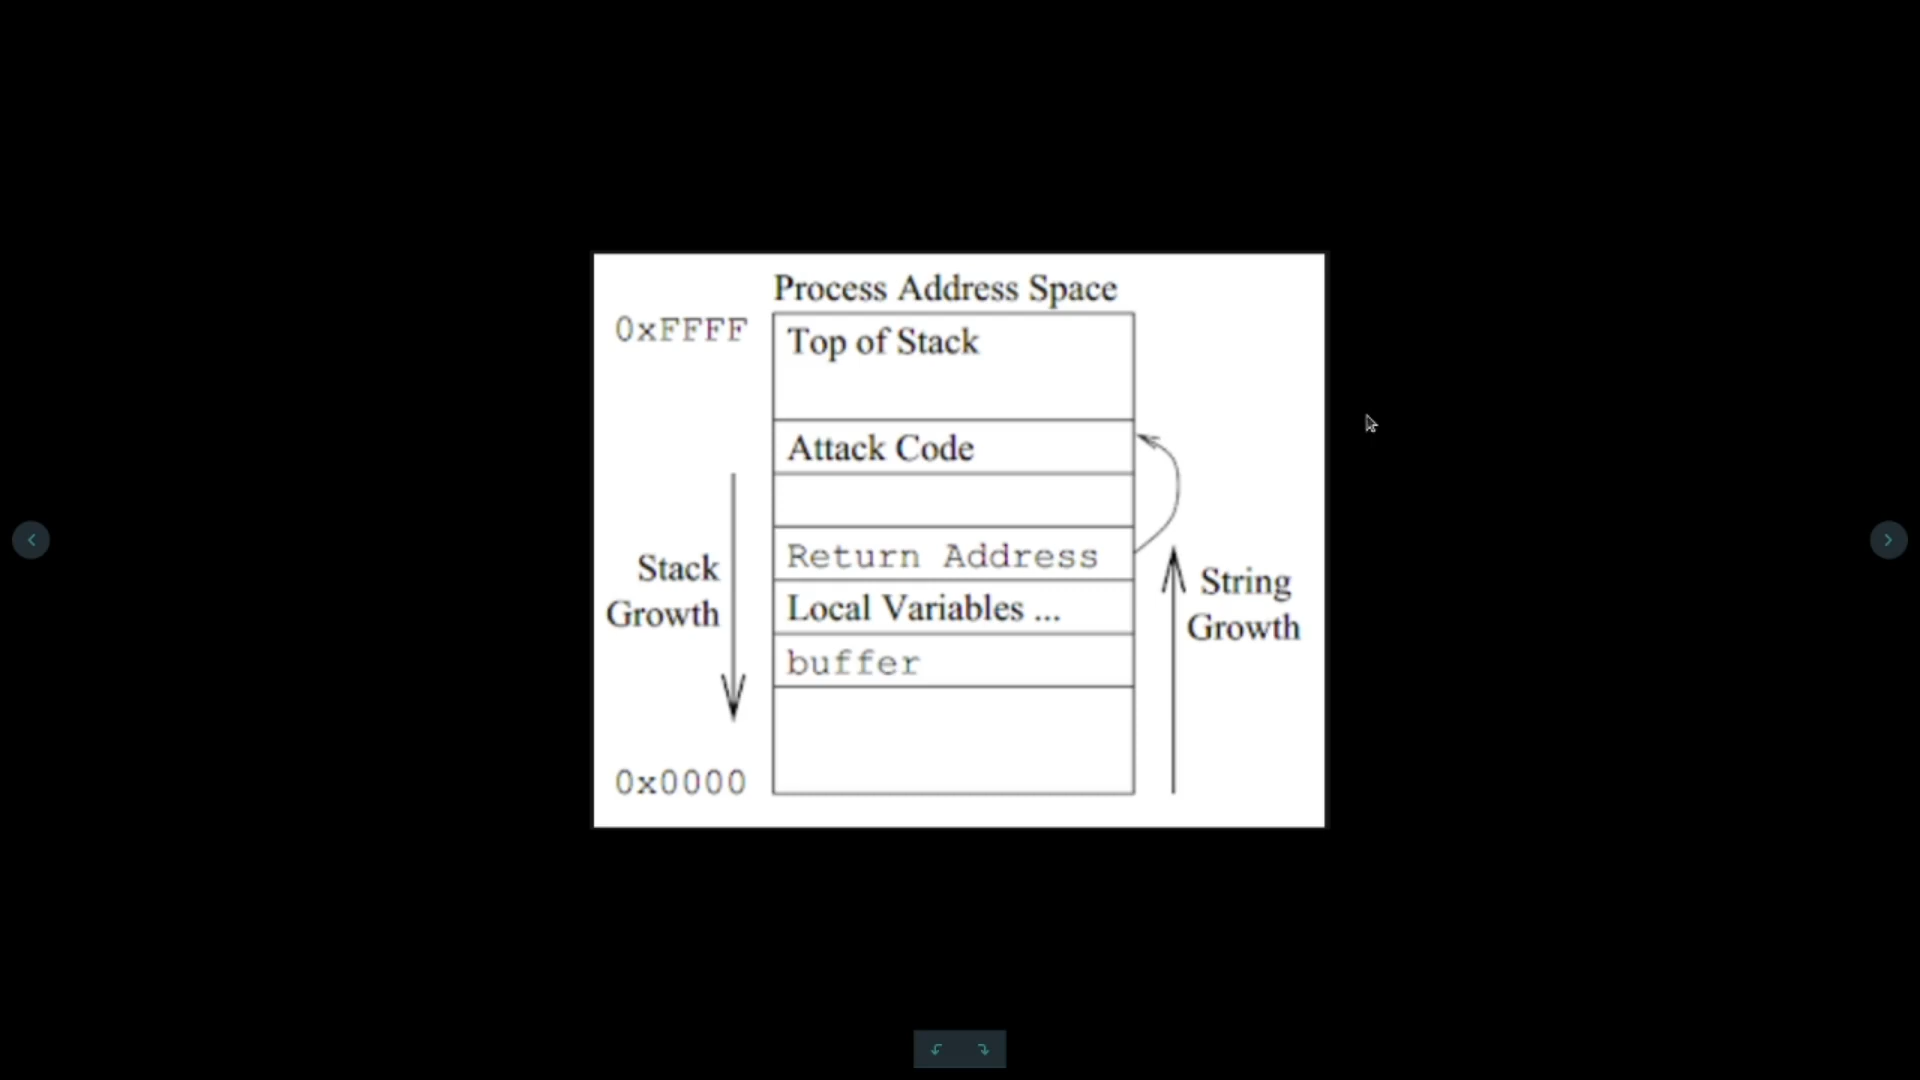 Process Address Space
0xFFFF
Top of Stack
Attack Code
Return Address
Stack
Growth
Local Variables ...
String
Growth
buffer
0x0000